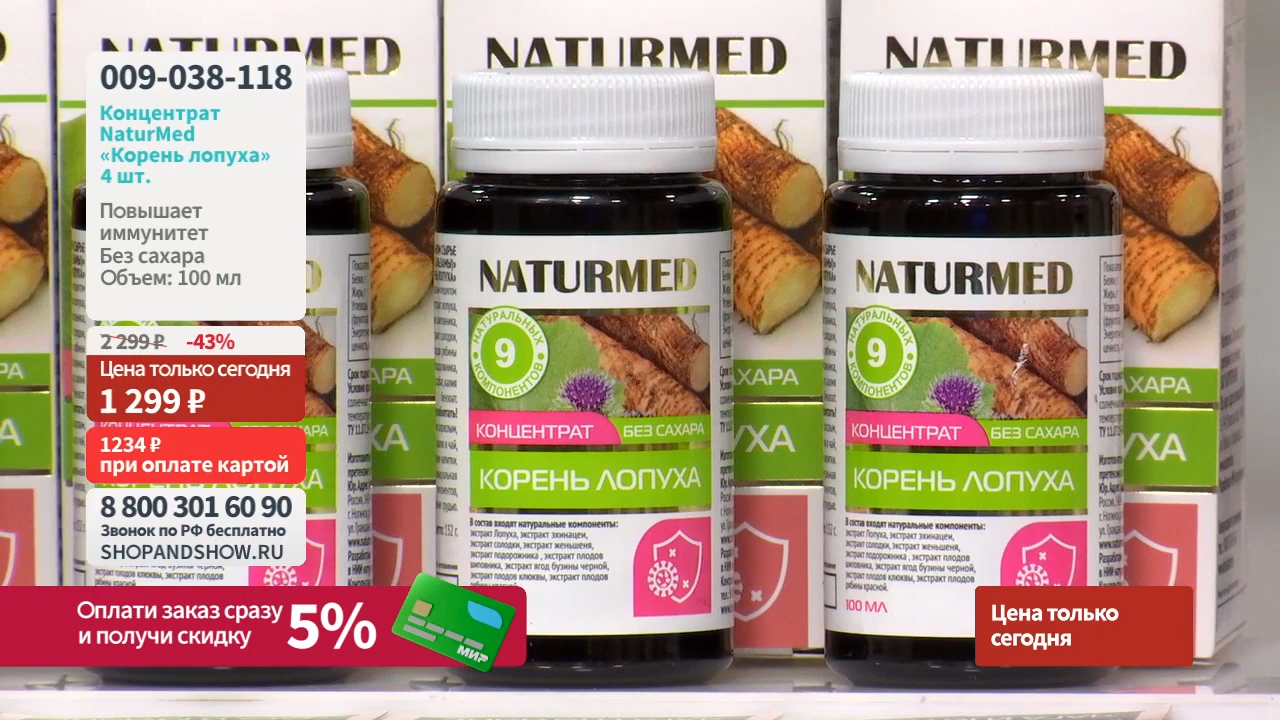 NATURMED
NATURMED
NATURMED
009-038-118
Концентрат
NaturMed
«Корень лопуха»
4 шт.
Повышает
иммунитет
Без сахара
Объем: 100 мл
2 299 ₽ -43%
Цена только сегодня
1 299 ₽
1234 ₽
при оплате картой
8 800 301 60 90
Звонок по РФ бесплатно
SHOPANDSHOW.RU
Оплати заказ сразу
и получи скидку
5%
МИР
NATURMED
НАТУРАЛЬНЫХ
9
КОМПОНЕНТОВ
КОНЦЕНТРАТ
БЕЗ САХАРА
КОРЕНЬ ЛОПУХА
В состав входят натуральные компоненты:
экстракт Лопуха, экстракт эхинацеи,
экстракт солодки, экстракт женьшеня,
экстракт подорожника , экстракт плодов
шиповника, экстракт ягод бузины черной,
экстракт плодов клюквы, экстракт плодов
рябины красной.
NATURMED
НАТУРАЛЬНЫХ
9
КОМПОНЕНТОВ
КОНЦЕНТРАТ
БЕЗ САХАРА
КОРЕНЬ ЛОПУХА
В состав входят натуральные компоненты:
экстракт Лопуха, экстракт эхинацеи,
экстракт солодки, экстракт женьшеня,
экстракт подорожника , экстракт плодов
шиповника, экстракт ягод бузины черной,
экстракт плодов клюквы, экстракт плодов
рябины красной.
100 МЛ
Цена только
сегодня